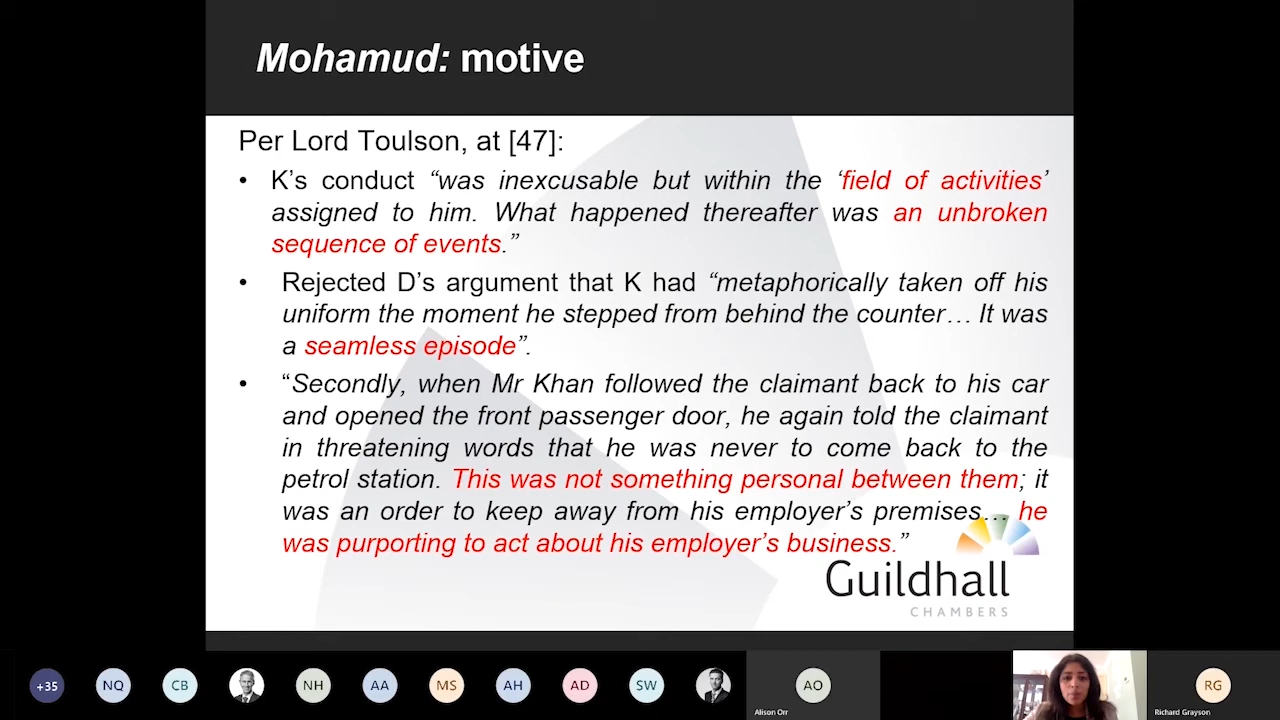 Mohamud: motive
Per Lord Toulson, at [47]:
• K’s conduct “was inexcusable but within the ‘field of activities’
assigned to him. What happened thereafter was an unbroken
sequence of events.”
• Rejected D’s argument that K had “metaphorically taken off his
uniform the moment he stepped from behind the counter… It was
a seamless episode”.
• “Secondly, when Mr Khan followed the claimant back to his car
and opened the front passenger door, he again told the claimant
in threatening words that he was never to come back to the
petrol station. This was not something personal between them; it
was an order to keep away from his employer’s premises… he
was purporting to act about his employer’s business.”
Guildhall
CHAMBERS
+35 NQ CB NH AA MS AH AD SW AO RG
Alison Orr Richard Grayson